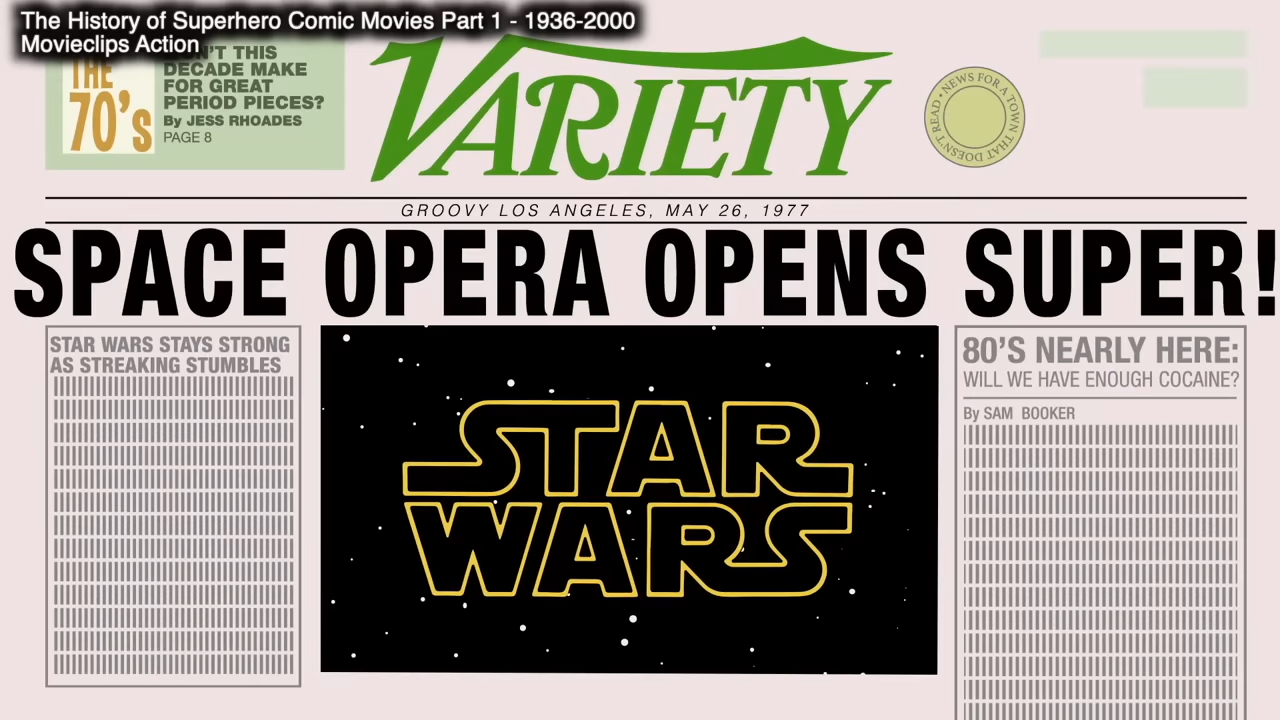 The History of Superhero Comic Movies Part 1 - 1936-2000
Movieclips Action
THE
70's
T THIS
DECADE MAKE
FOR GREAT
PERIOD PIECES?
By JESS RHOADES
PAGE 8
VARIETY
NEWS FOR A TOWN THAT DOESN'T READ •
GROOVY LOS ANGELES, MAY 26, 1977
SPACE OPERA OPENS SUPER!
STAR WARS STAYS STRONG
AS STREAKING STUMBLES
STAR
WARS
80'S NEARLY HERE:
WILL WE HAVE ENOUGH COCAINE?
By SAM BOOKER